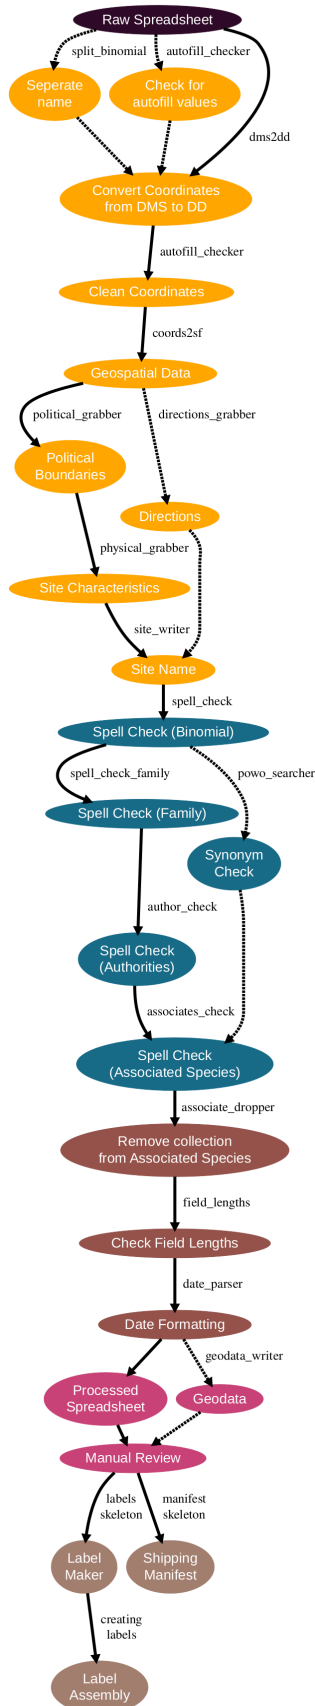 Raw Spreadsheet
split_binomial
autofill_checker
Seperate
name
Check for
autofill values
dms2dd
Convert Coordinates
from DMS to DD
autofill_checker
Clean Coordinates
coords2sf
Geospatial Data
political_grabber
directions_grabber
Political
Boundaries
Directions
physical_grabber
Site Characteristics
site_writer
Site Name
spell_check
Spell Check (Binomial)
spell_check_family
powo_searcher
Spell Check (Family)
Synonym
Check
author_check
Spell Check
(Authorities)
associates_check
Spell Check
(Associated Species)
associate_dropper
Remove collection
from Associated Species
field_lengths
Check Field Lengths
date_parser
Date Formatting
geodata_writer
Processed
Spreadsheet
Geodata
Manual Review
labels
skeleton
manifest
skeleton
Label
Maker
Shipping
Manifest
creating
labels
Label
Assembly